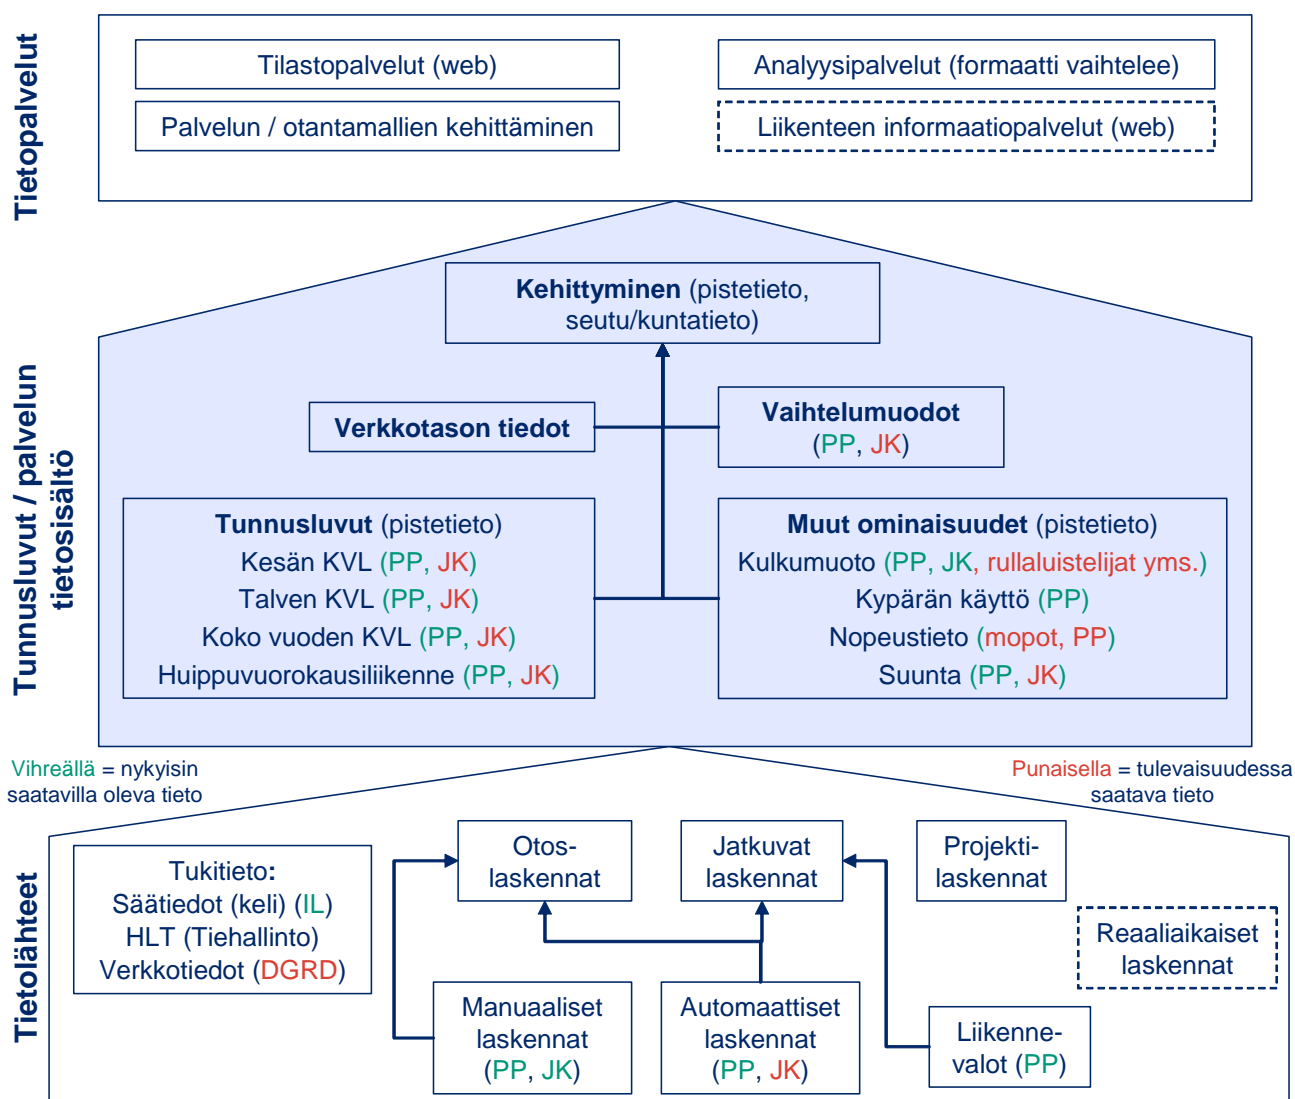 Tietopalvelut
Tilastopalvelut (web)
Analyysipalvelut (formaatti vaihtelee)
Palvelun / otantamallien kehittäminen
Liikenteen informaatiopalvelut (web)
Tunnusluvut / palvelun
tietosisältö
Kehittyminen (pistetieto,
seutu/kuntatieto)
Verkkotason tiedot
Vaihtelumuodot
(PP, JK)
Tunnusluvut (pistetieto)
Kesän KVL (PP, JK)
Talven KVL (PP, JK)
Koko vuoden KVL (PP, JK)
Huippuvuorokausiliikenne (PP, JK)
Muut ominaisuudet (pistetieto)
Kulkumuoto (PP, JK, rullaluistelijat yms.)
Kypärän käyttö (PP)
Nopeustieto (mopot, PP)
Suunta (PP, JK)
Vihreällä = nykyisin
saatavilla oleva tieto
Punaisella = tulevaisuudessa
saatava tieto
Tietolähteet
Tukitieto:
Säätiedot (keli) (IL)
HLT (Tiehallinto)
Verkkotiedot (DGRD)
Otos-
laskennat
Jatkuvat
laskennat
Projekti-
laskennat
Reaaliaikaiset
laskennat
Manuaaliset
laskennat
(PP, JK)
Automaattiset
laskennat
(PP, JK)
Liikenne-
valot (PP)